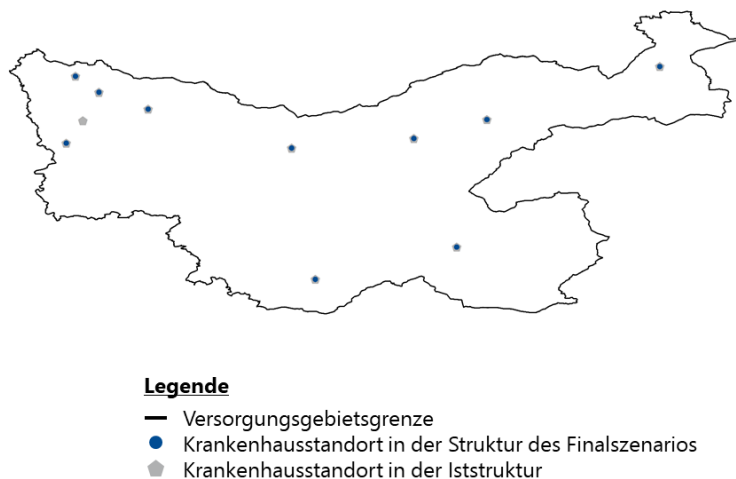 Legende
Versorgungsgebietsgrenze
Krankenhausstandort in der Struktur des Finalszenarios
Krankenhausstandort in der Iststruktur